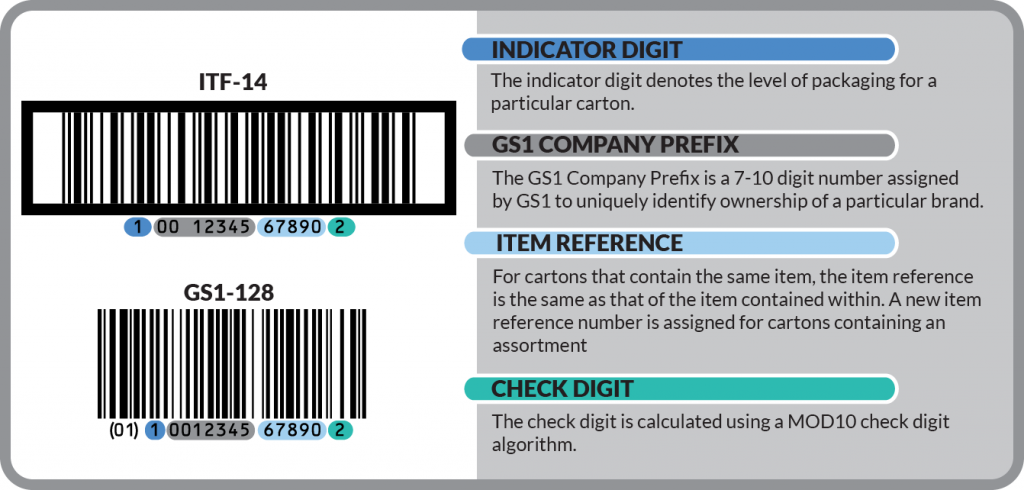 ITF-14
1 00 12345 67890 2
GS1-128
(01) 1 0012345 67890 2
INDICATOR DIGIT
The indicator digit denotes the level of packaging for a
particular carton.
GS1 COMPANY PREFIX
The GS1 Company Prefix is a 7-10 digit number assigned
by GS1 to uniquely identify ownership of a particular brand.
ITEM REFERENCE
For cartons that contain the same item, the item reference
is the same as that of the item contained within. A new item
reference number is assigned for cartons containing an
assortment
CHECK DIGIT
The check digit is calculated using a MOD10 check digit
algorithm.